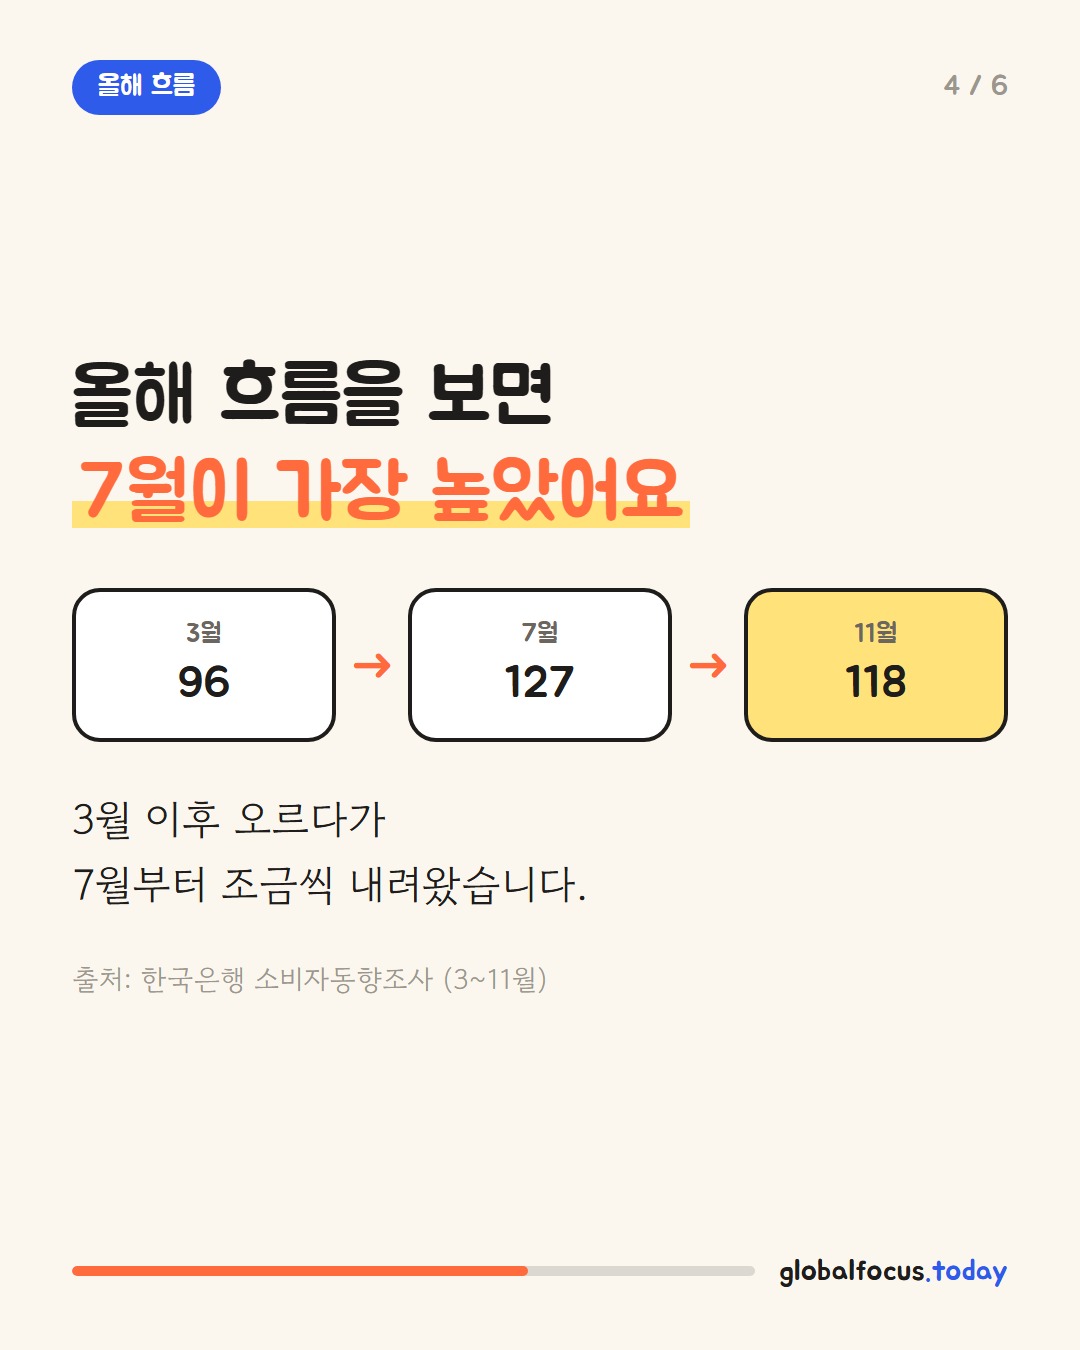 올해 흐름
4 / 6
올해 흐름을 보면
7월이 가장 높았어요
3월
96
→
7월
127
→
11월
118
3월 이후 오르다가
7월부터 조금씩 내려왔습니다.
출처: 한국은행 소비자동향조사 (3~11월)
globalfocus.today